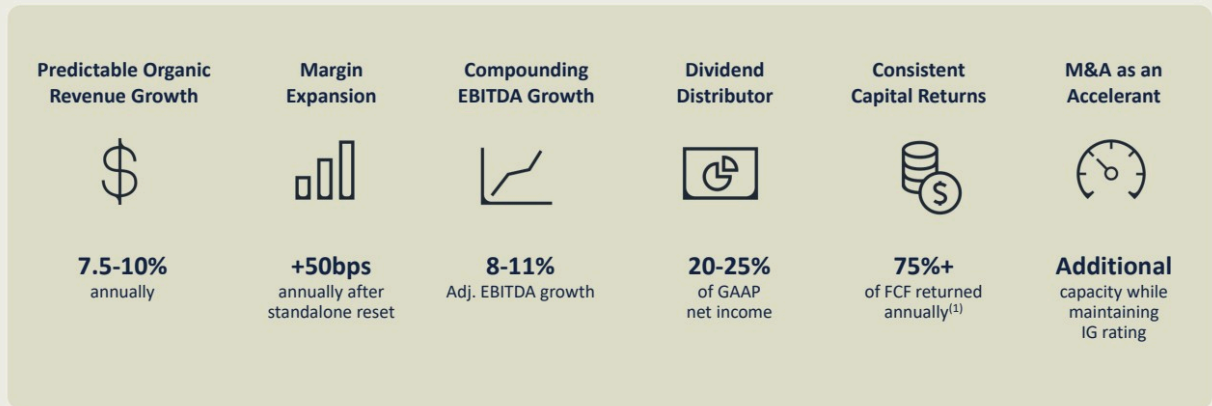 Predictable Organic
Revenue Growth
$
7.5-10%
annually
Margin
Expansion
+50bps
annually after
standalone reset
Compounding
EBITDA Growth
8-11%
Adj. EBITDA growth
Dividend
Distributor
20-25%
of GAAP
net income
Consistent
Capital Returns
$
75%+
of FCF returned
annually(1)
M&A as an
Accelerant
Additional
capacity while
maintaining
IG rating